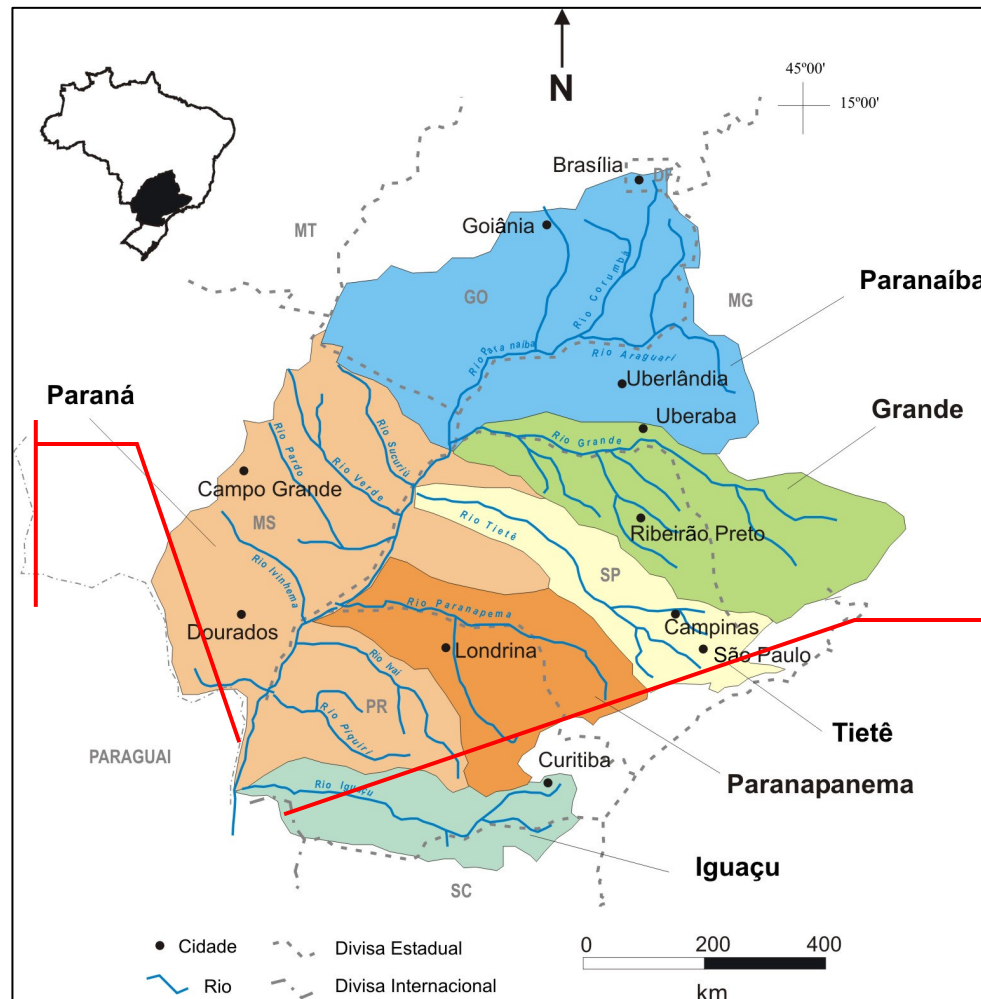 N
45º00'
15º00'
Brasília
DF
Goiânia
MT
GO
MG
Rio Corumbá
Paranaíba
Rio Para naíba
Rio Araguari
Uberlândia
Paraná
Uberaba
Grande
Rio Grande
Rio Sucuriú
Rio Pardo
Rio Verde
Campo Grande
MS
Rio Tietê
Ribeirão Preto
Rio Ivinhema
SP
Rio Paranapema
Campinas
Dourados
Londrina
São Paulo
Rio Ivaí
PR
Rio Piquiri
Tietê
PARAGUAI
Curitiba
Paranapanema
Rio Iguaçu
Iguaçu
SC
Cidade
Divisa Estadual
0 200 400
Rio
Divisa Internacional
km